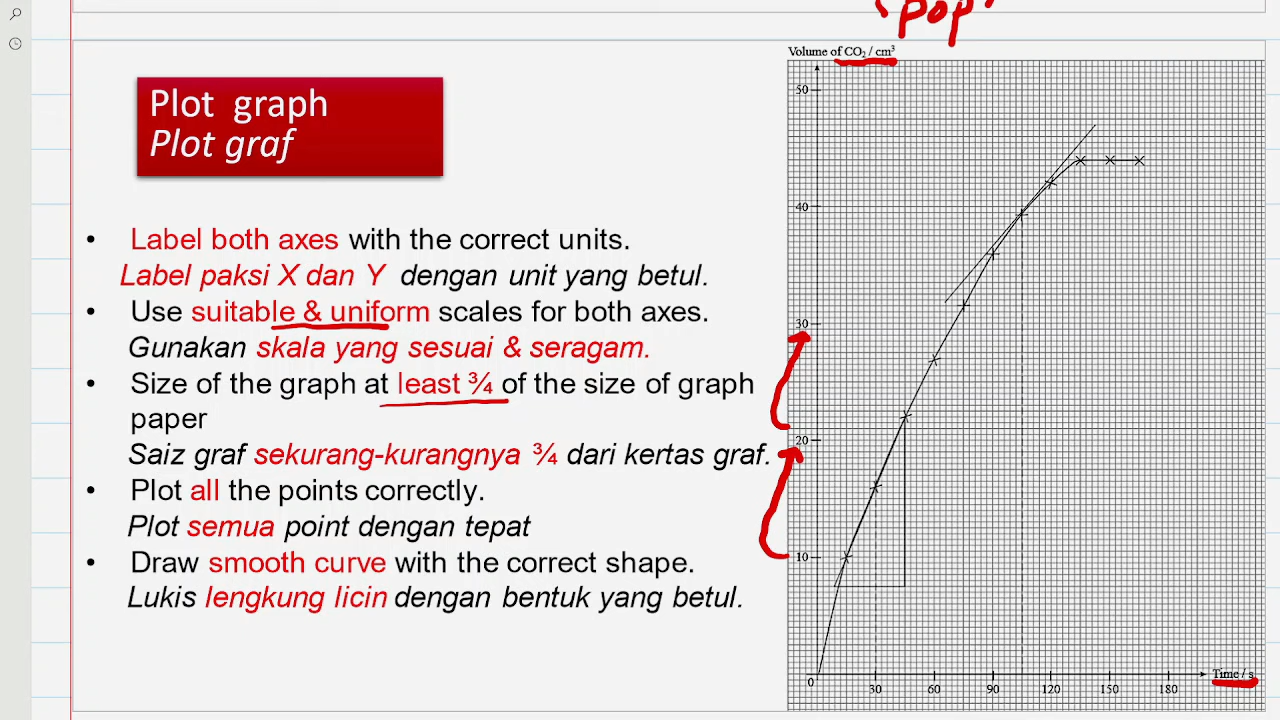 (pop)
Plot graph
Plot graf
• Label both axes with the correct units.
Label paksi X dan Y dengan unit yang betul.
• Use suitable & uniform scales for both axes.
Gunakan skala yang sesuai & seragam.
• Size of the graph at least ¾ of the size of graph
paper
Saiz graf sekurang-kurangnya ¾ dari kertas graf.
• Plot all the points correctly.
Plot semua point dengan tepat
• Draw smooth curve with the correct shape.
Lukis lengkung licin dengan bentuk yang betul.
Volume of CO₂ / cm³
50
40
30
20
10
0
30 60 90 120 150 180
Time / s